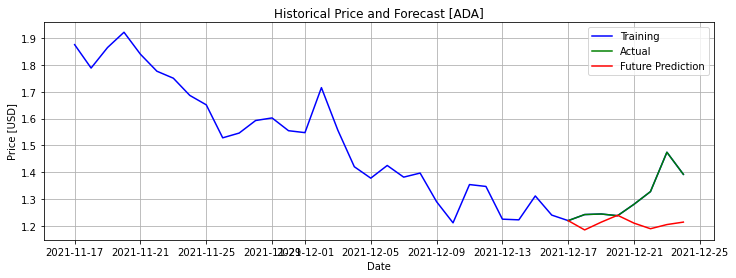 Historical Price and Forecast [ADA]
Training
Actual
Future Prediction
Price [USD]
1.9
1.8
1.7
1.6
1.5
1.4
1.3
1.2
2021-11-17 2021-11-21 2021-11-25 2021-11-29 2021-12-01 2021-12-05 2021-12-09 2021-12-13 2021-12-17 2021-12-21 2021-12-25
Date